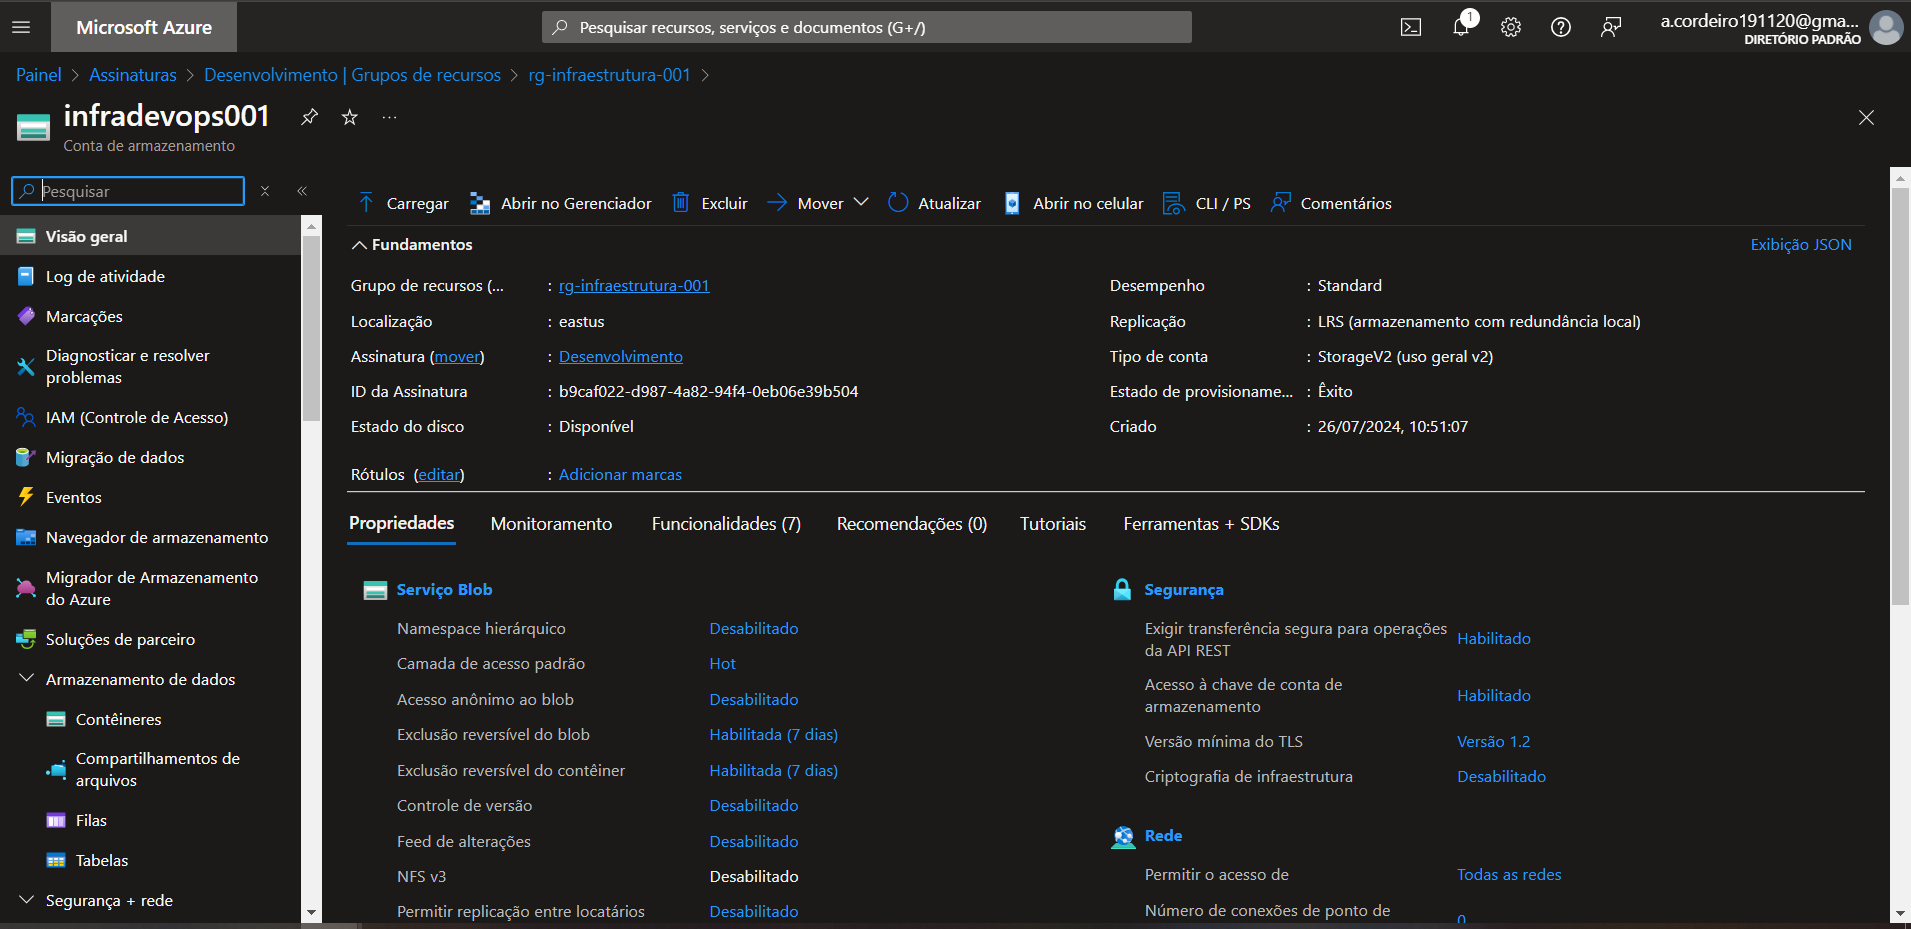 Microsoft Azure
Pesquisar recursos, serviços e documentos (G+/)
1
a.cordeiro191120@gma...
DIRETÓRIO PADRÃO
Painel > Assinaturas > Desenvolvimento | Grupos de recursos > rg-infraestrutura-001 >
infradevops001
...
Conta de armazenamento
Pesquisar
Visão geral
Log de atividade
Marcações
Diagnosticar e resolver
problemas
IAM (Controle de Acesso)
Migração de dados
Eventos
Navegador de armazenamento
Migrador de Armazenamento
do Azure
Soluções de parceiro
Armazenamento de dados
Contêineres
Compartilhamentos de
arquivos
Filas
Tabelas
Segurança + rede
Carregar Abrir no Gerenciador Excluir Mover Atualizar Abrir no celular CLI / PS Comentários
Fundamentos
Exibição JSON
Grupo de recursos (... : rg-infraestrutura-001
Localização : eastus
Assinatura (mover) : Desenvolvimento
ID da Assinatura : b9caf022-d987-4a82-94f4-0eb06e39b504
Estado do disco : Disponível
Rótulos (editar) : Adicionar marcas
Desempenho : Standard
Replicação : LRS (armazenamento com redundância local)
Tipo de conta : StorageV2 (uso geral v2)
Estado de provisioname... : Êxito
Criado : 26/07/2024, 10:51:07
Propriedades Monitoramento Funcionalidades (7) Recomendações (0) Tutoriais Ferramentas + SDKs
Serviço Blob
Namespace hierárquico Desabilitado
Camada de acesso padrão Hot
Acesso anônimo ao blob Desabilitado
Exclusão reversível do blob Habilitada (7 dias)
Exclusão reversível do contêiner Habilitada (7 dias)
Controle de versão Desabilitado
Feed de alterações Desabilitado
NFS v3 Desabilitado
Permitir replicação entre locatários Desabilitado
Segurança
Exigir transferência segura para operações
da API REST Habilitado
Acesso à chave de conta de
armazenamento Habilitado
Versão mínima do TLS Versão 1.2
Criptografia de infraestrutura Desabilitado
Rede
Permitir o acesso de Todas as redes
Número de conexões de ponto de 0